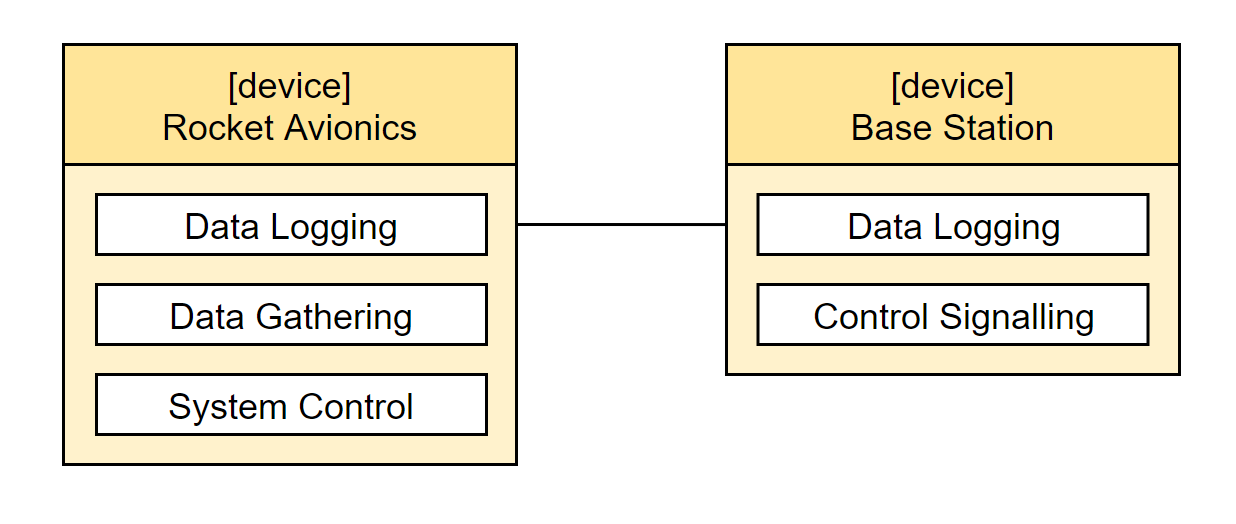 [device]
Rocket Avionics
Data Logging
Data Gathering
System Control
[device]
Base Station
Data Logging
Control Signalling